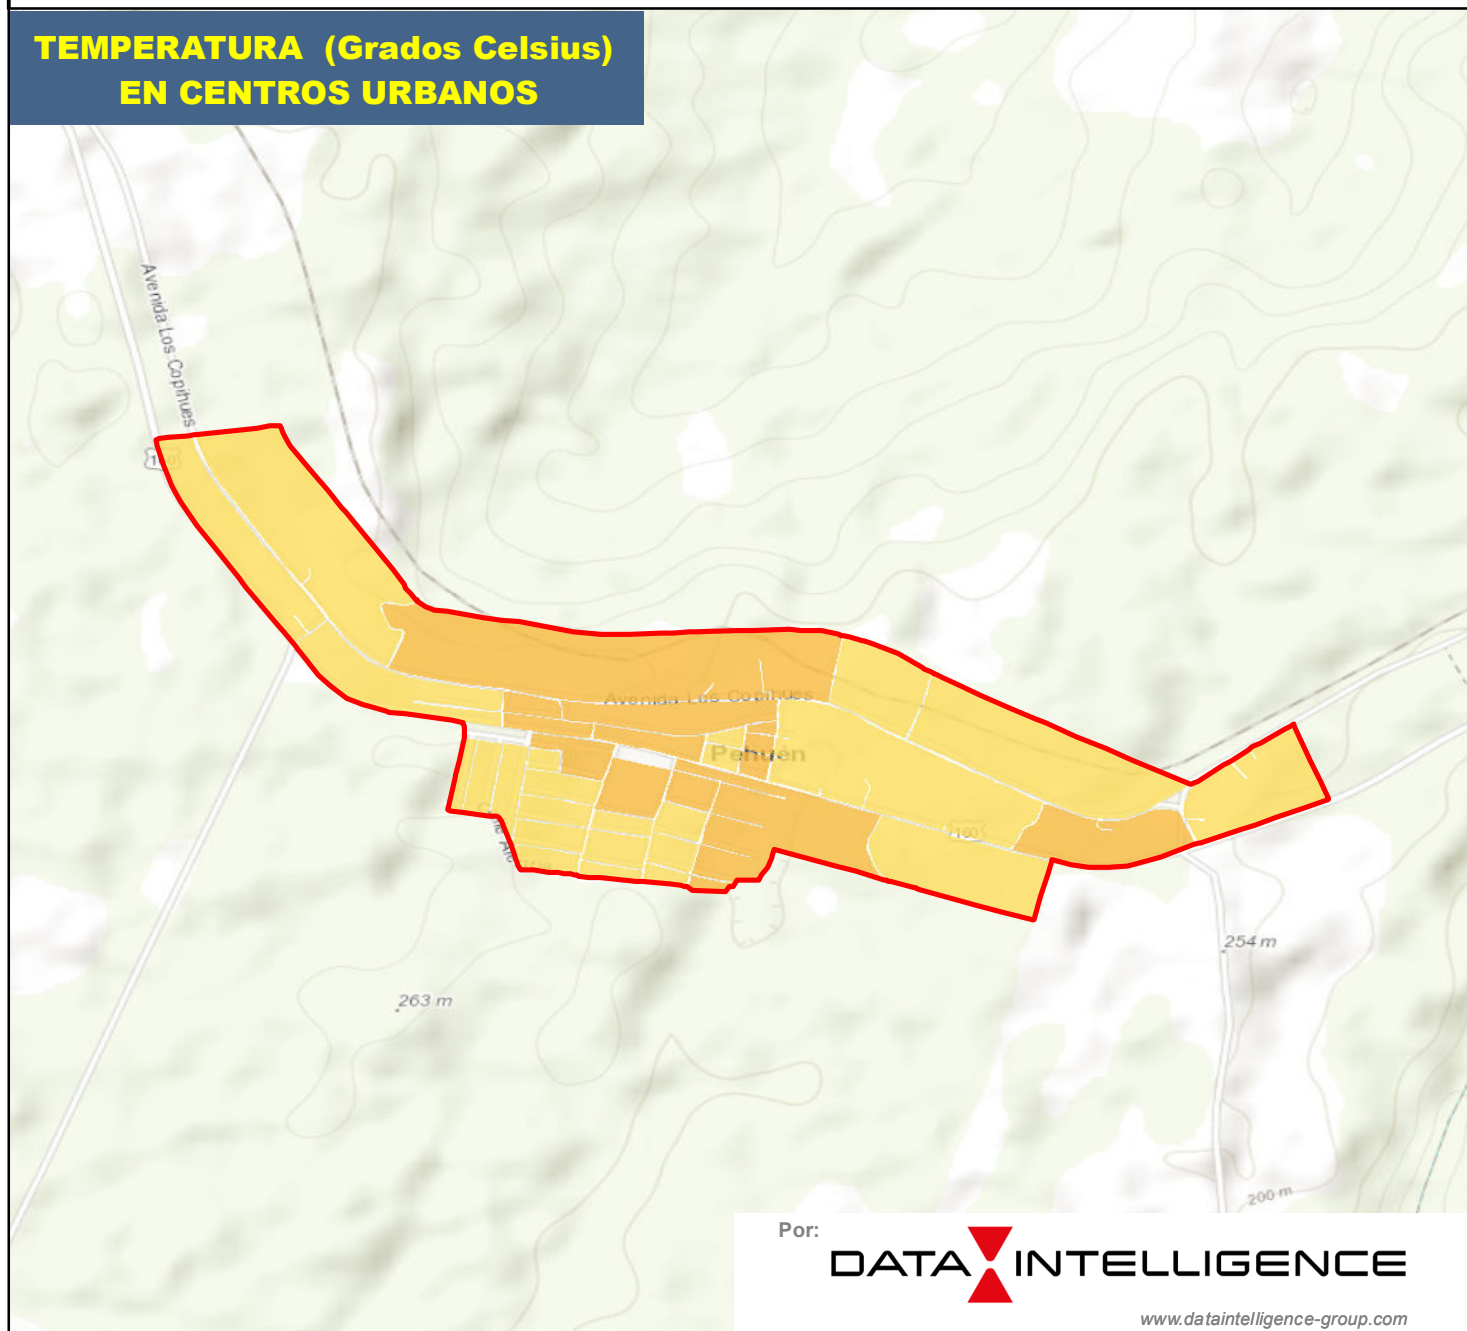 TEMPERATURA (Grados Celsius)
EN CENTROS URBANOS
Avenida Los Copihues
Avenida Los Copihues
Pehuén
160
263 m
254 m
200 m
Por:
DATA INTELLIGENCE
www.dataintelligence-group.com